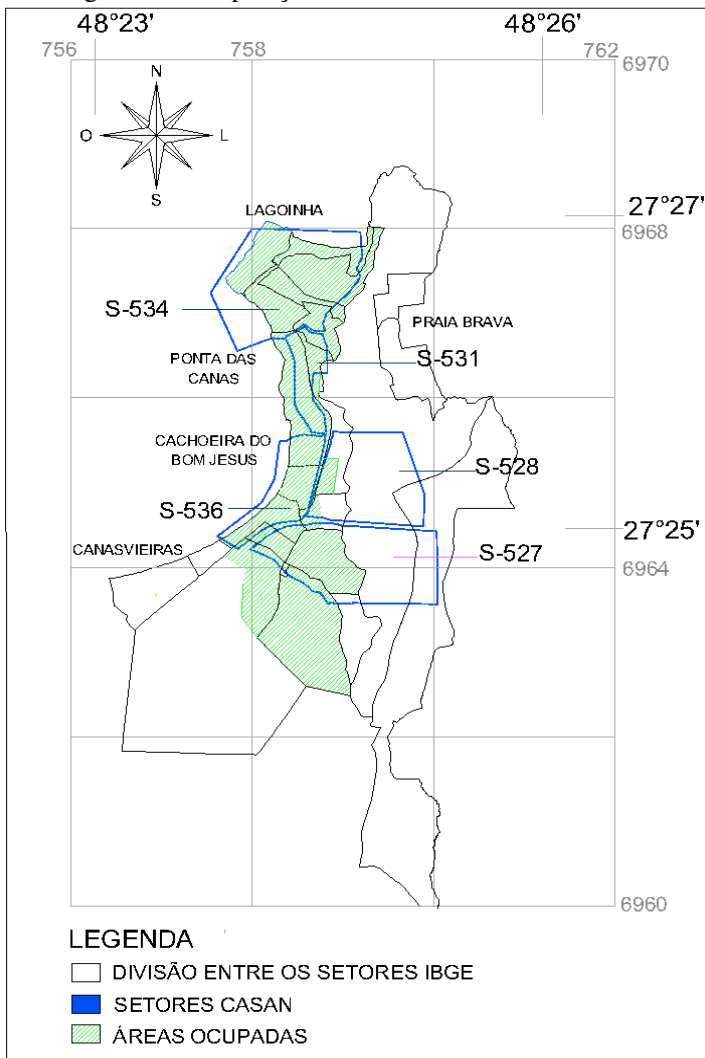 48°23'
48°26'
756
758
762
6970
N
O
L
S
LAGOINHA
27°27'
6968
S-534
PRAIA BRAVA
PONTA DAS
CANAS
S-531
CACHOEIRA DO
BOM JESUS
S-528
S-536
27°25'
CANASVIEIRAS
S-527
6964
6960
LEGENDA
DIVISÃO ENTRE OS SETORES IBGE
SETORES CASAN
ÁREAS OCUPADAS